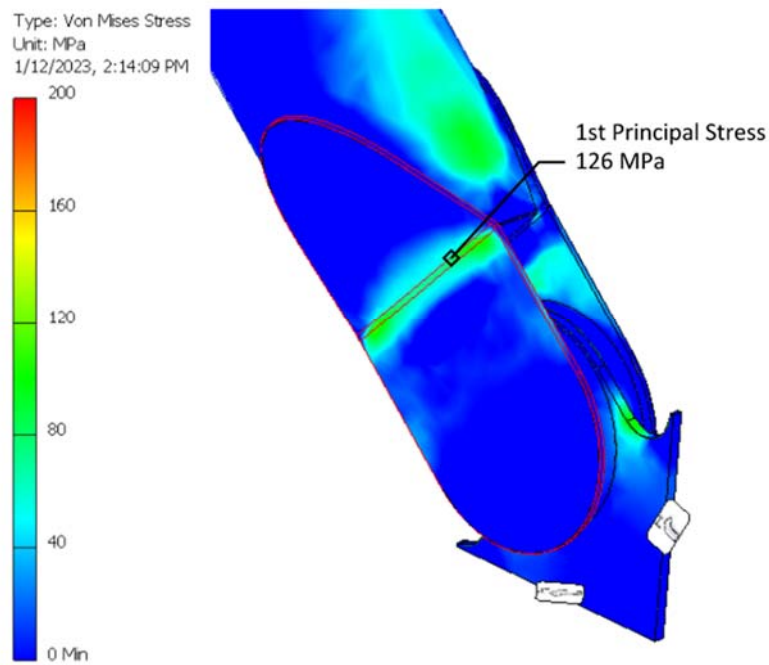 Type: Von Mises Stress
Unit: MPa
1/12/2023, 2:14:09 PM
200
160
120
80
40
0 Min
1st Principal Stress
126 MPa